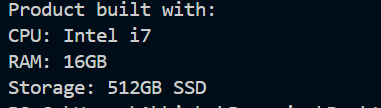 Product built with:
CPU: Intel i7
RAM: 16GB
Storage: 512GB SSD